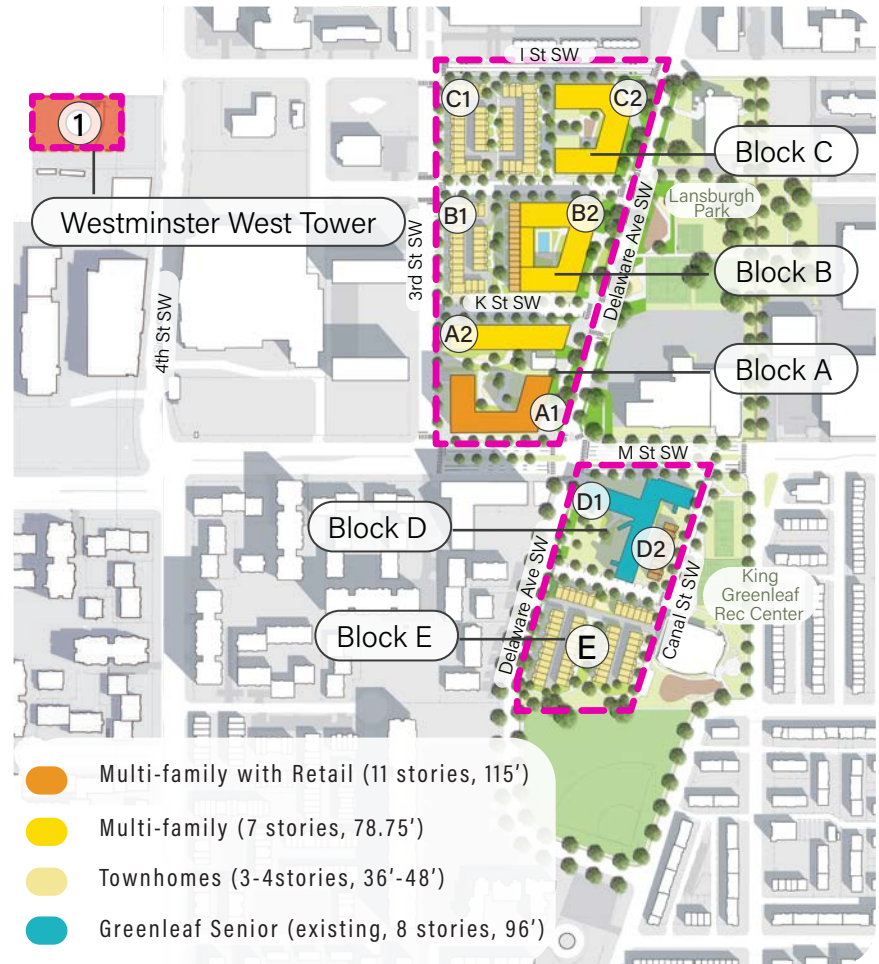 I St SW
C1
C2
1
Block C
Westminster West Tower
Lansburgh
Park
B1
B2
3rd St SW
Delaware Ave SW
Block B
K St SW
4th St SW
A2
Block A
A1
M St SW
D1
Block D
D2
Delaware Ave SW
Canal St SW
King
Greenleaf
Rec Center
Block E
E
Multi-family with Retail (11 stories, 115’)
Multi-family (7 stories, 78.75’)
Townhomes (3-4stories, 36’-48’)
Greenleaf Senior (existing, 8 stories, 96’)